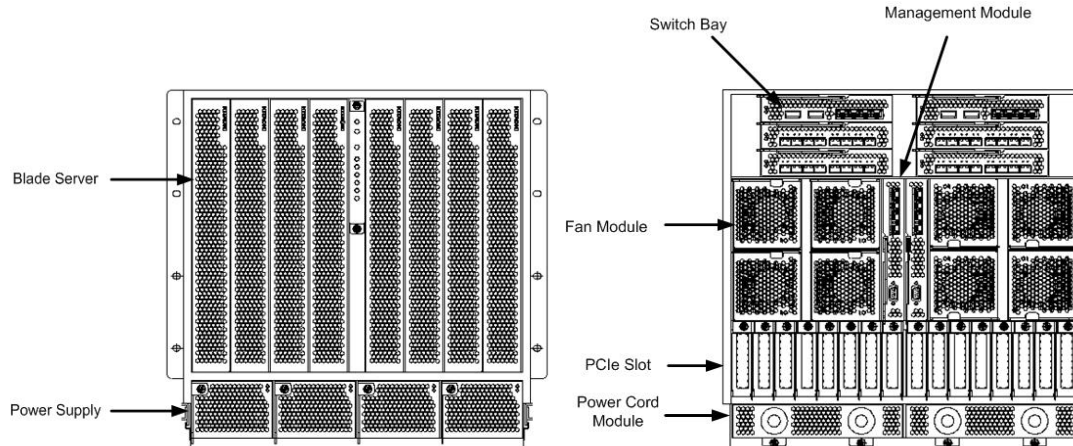 Switch Bay
Management Module
Blade Server
Fan Module
PCIe Slot
Power Supply
Power Cord
Module